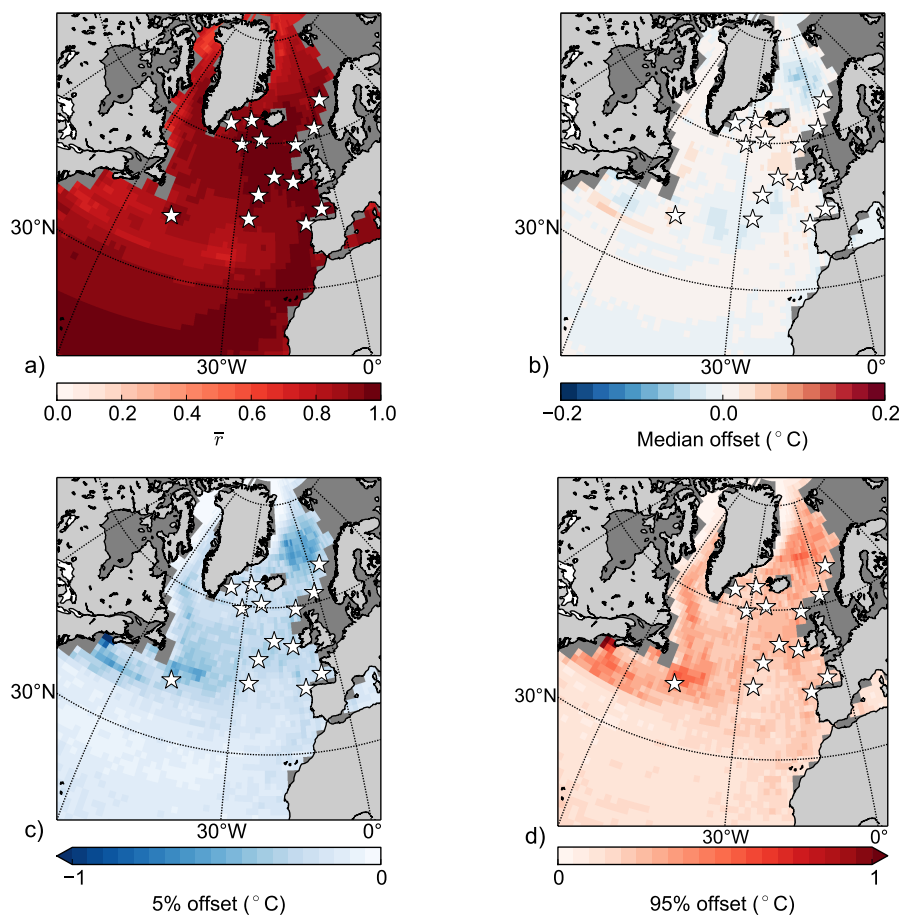 30°N
a)
30°W
0°
0.0 0.2 0.4 0.6 0.8 1.0
r̅
b)
30°W
0°
−0.2 0.0 0.2
Median offset (°C)
30°N
c)
30°W
0°
−1 0
5% offset (°C)
30°N
d)
30°W
0°
0 1
95% offset (°C)
30°N